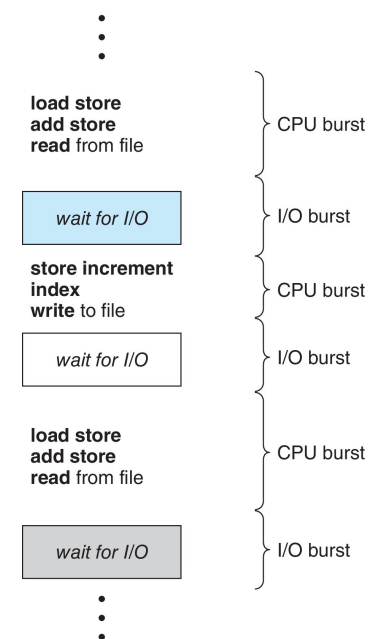 load store
add store
read from file
CPU burst
wait for I/O
I/O burst
store increment
index
write to file
CPU burst
wait for I/O
I/O burst
load store
add store
read from file
CPU burst
wait for I/O
I/O burst